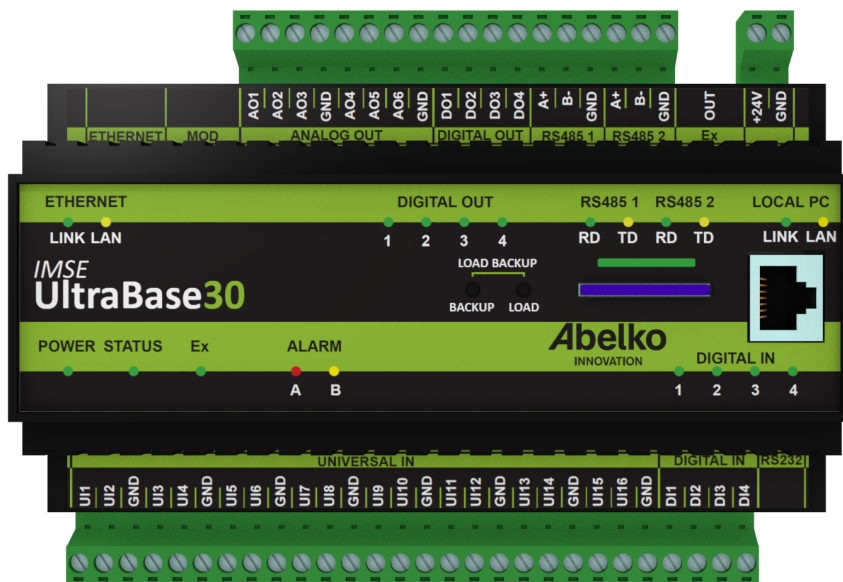 AO1 AO2 AO3 GND AO4 AO5 AO6 GND DO1 DO2 DO3 DO4 A+ B- GND A+ B- GND OUT +24V GND
ETHERNET MOD ANALOG OUT DIGITAL OUT RS485 1 RS485 2 Ex
ETHERNET DIGITAL OUT RS485 1 RS485 2 LOCAL PC
LINK LAN 1 2 3 4 RD TD RD TD LINK LAN
IMSE
UltraBase30
LOAD BACKUP
BACKUP LOAD
Abelko
INNOVATION
POWER STATUS Ex ALARM DIGITAL IN
A B 1 2 3 4
UNIVERSAL IN DIGITAL IN RS232
UI1 UI2 GND UI3 UI4 GND UI5 UI6 GND UI7 UI8 GND UI9 UI10 GND UI11 UI12 GND UI13 UI14 GND UI15 UI16 GND DI1 DI2 DI3 DI4